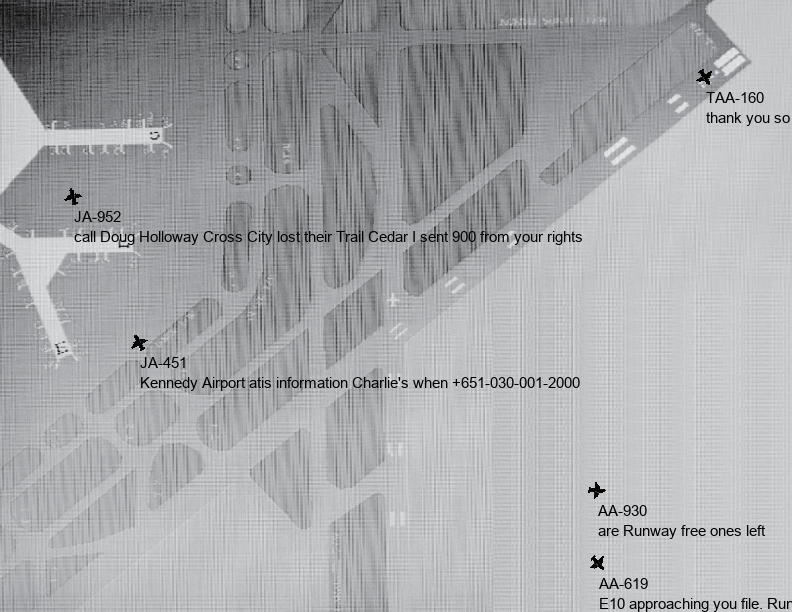 TAA-160
thank you so
JA-952
call Doug Holloway Cross City lost their Trail Cedar I sent 900 from your rights
JA-451
Kennedy Airport atis information Charlie's when +651-030-001-2000
AA-930
are Runway free ones left
AA-619
E10 approaching you file. Run